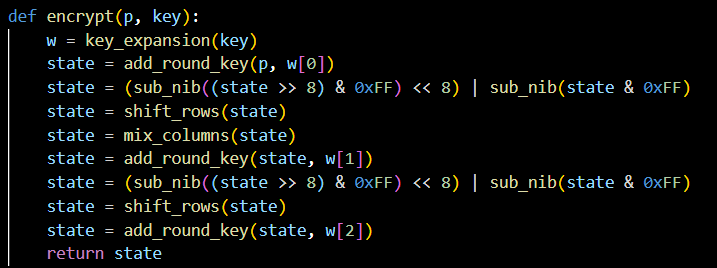 def encrypt(p, key):
    w = key_expansion(key)
    state = add_round_key(p, w[0])
    state = (sub_nib((state >> 8) & 0xFF) << 8) | sub_nib(state & 0xFF)
    state = shift_rows(state)
    state = mix_columns(state)
    state = add_round_key(state, w[1])
    state = (sub_nib((state >> 8) & 0xFF) << 8) | sub_nib(state & 0xFF)
    state = shift_rows(state)
    state = add_round_key(state, w[2])
    return state